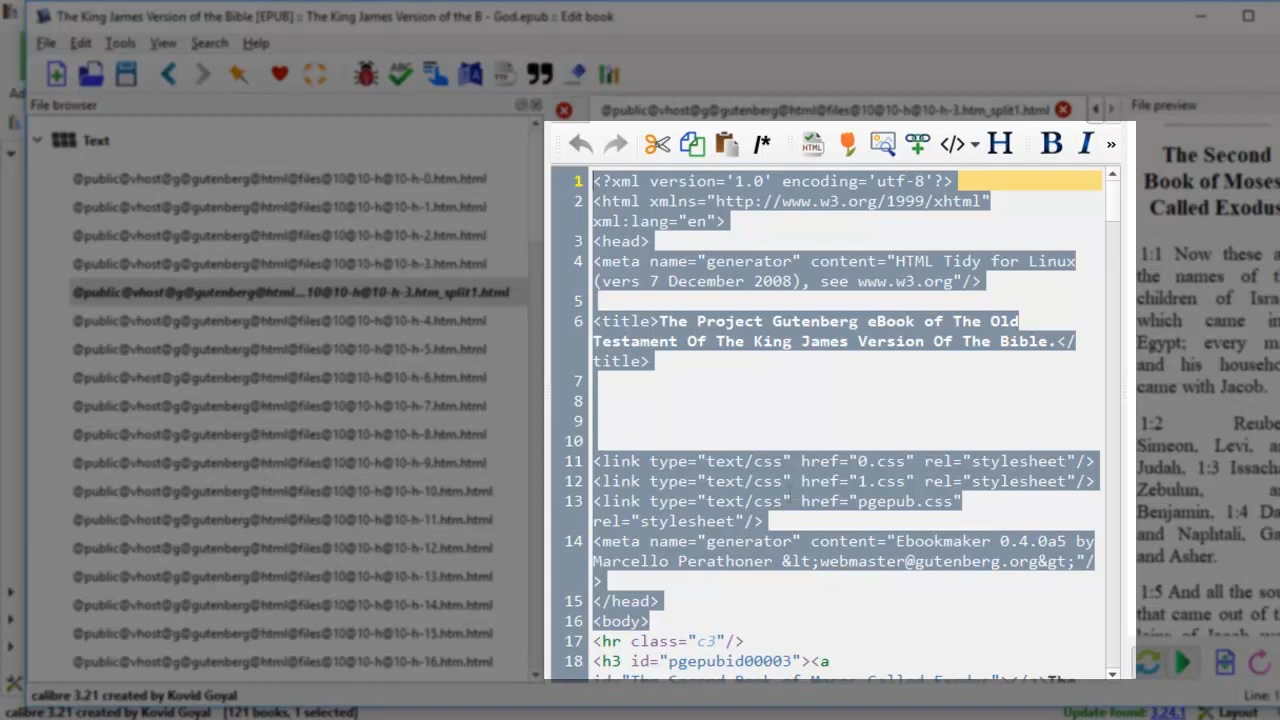 The King James Version of the Bible [EPUB] :: The King James Version of the B - God.epub :: Edit book
File Edit Tools View Search Help
File browser
Text
@public@vhost@g@gutenberg@html@files@10@10-h@10-h-0.htm.html
@public@vhost@g@gutenberg@html@files@10@10-h@10-h-1.htm.html
@public@vhost@g@gutenberg@html@files@10@10-h@10-h-2.htm.html
@public@vhost@g@gutenberg@html@files@10@10-h@10-h-3.htm.html
@public@vhost@g@gutenberg@html...10@10-h@10-h-3.htm_split1.html
@public@vhost@g@gutenberg@html@files@10@10-h@10-h-4.htm.html
@public@vhost@g@gutenberg@html@files@10@10-h@10-h-5.htm.html
@public@vhost@g@gutenberg@html@files@10@10-h@10-h-6.htm.html
@public@vhost@g@gutenberg@html@files@10@10-h@10-h-7.htm.html
@public@vhost@g@gutenberg@html@files@10@10-h@10-h-8.htm.html
@public@vhost@g@gutenberg@html@files@10@10-h@10-h-9.htm.html
@public@vhost@g@gutenberg@html@files@10@10-h@10-h-10.htm.html
@public@vhost@g@gutenberg@html@files@10@10-h@10-h-11.htm.html
@public@vhost@g@gutenberg@html@files@10@10-h@10-h-12.htm.html
@public@vhost@g@gutenberg@html@files@10@10-h@10-h-13.htm.html
@public@vhost@g@gutenberg@html@files@10@10-h@10-h-14.htm.html
@public@vhost@g@gutenberg@html@files@10@10-h@10-h-15.htm.html
@public@vhost@g@gutenberg@html@files@10@10-h@10-h-16.htm.html
@public@vhost@g@gutenberg@html@files@10@10-h@10-h-3.htm_split1.html
/* HTML </> H B I »
1 <?xml version='1.0' encoding='utf-8'?>
2 <html xmlns="http://www.w3.org/1999/xhtml"
xml:lang="en">
3 <head>
4 <meta name="generator" content="HTML Tidy for Linux
(vers 7 December 2008), see www.w3.org"/>
5
6 <title>The Project Gutenberg eBook of The Old
Testament Of The King James Version Of The Bible.</
title>
7
8
9
10
11 <link type="text/css" href="0.css" rel="stylesheet"/>
12 <link type="text/css" href="1.css" rel="stylesheet"/>
13 <link type="text/css" href="pgepub.css"
rel="stylesheet"/>
14 <meta name="generator" content="Ebookmaker 0.4.0a5 by
Marcello Perathoner &lt;webmaster@gutenberg.org&gt;"/
>
15 </head>
16 <body>
17 <hr class="c3"/>
18 <h3 id="pgepubid00003"><a
id="The Second Book of Moses Called Exodus"></a>The
File preview
The Second
Book of Moses
Called Exodus
1:1 Now these a
the names of t
children of Isra
which came in
Egypt; every m
and his househo
came with Jacob.
1:2 Reube
Simeon, Levi, a
Judah, 1:3 Issacha
Zebulun, a
Benjamin, 1:4 Da
and Naphtali, Ga
and Asher.
1:5 And all the sou
that came out of t
calibre 3.21 created by Kovid Goyal
Line: 1
calibre 3.21 created by Kovid Goyal [121 books, 1 selected]
Update found: 3.24.1 Layout